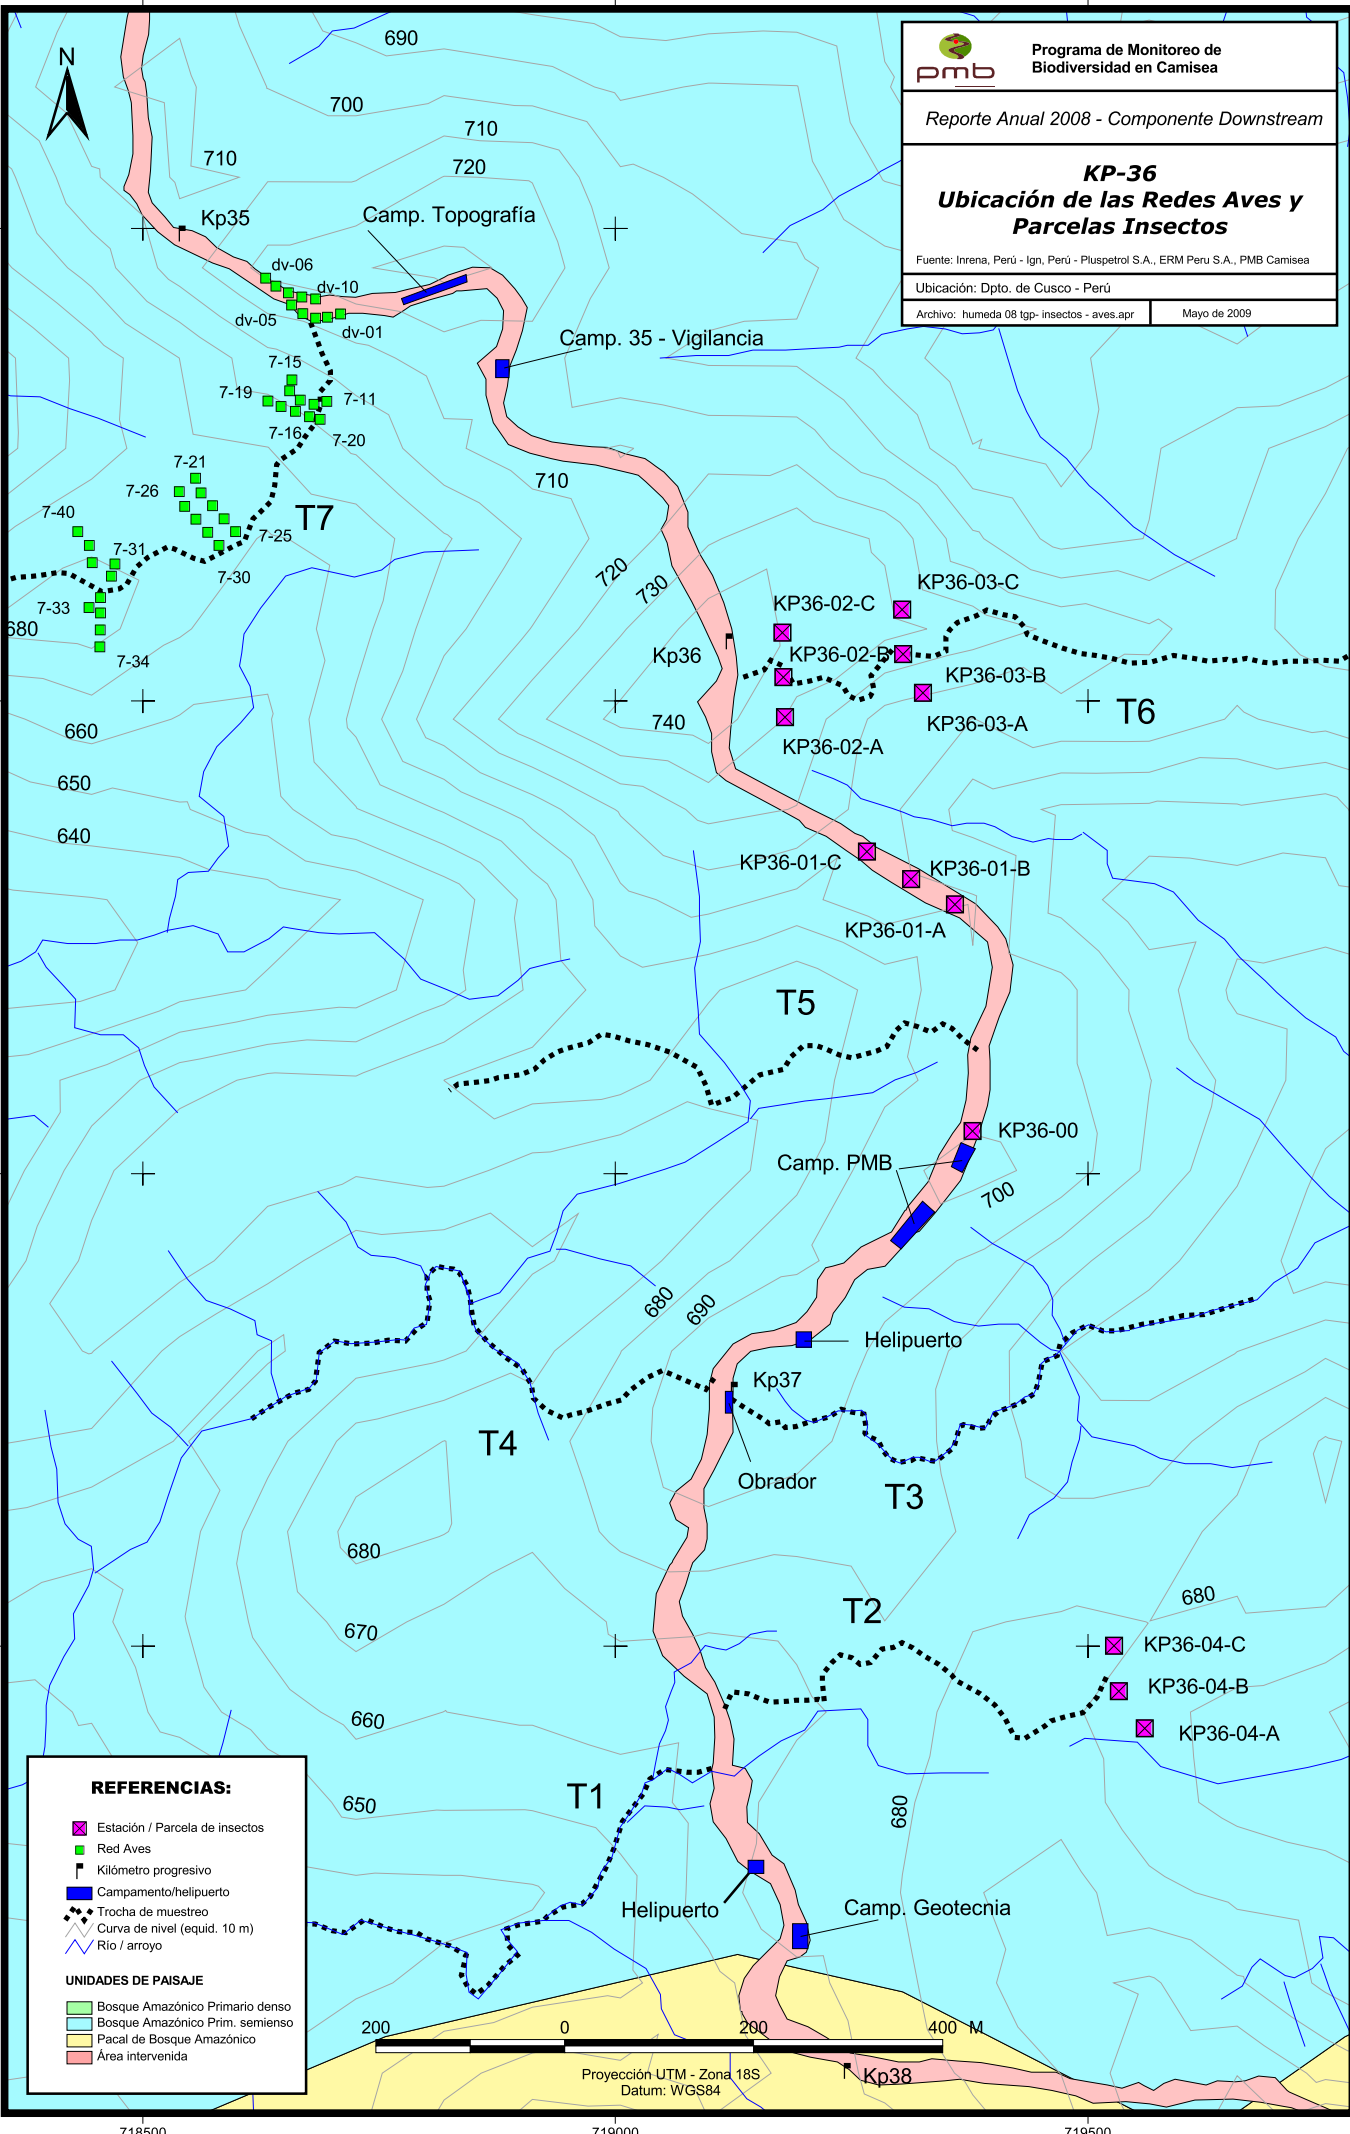 N
690
700
710
710
720
Kp35
Camp. Topografía
dv-06
dv-10
dv-05
dv-01
Camp. 35 - Vigilancia
7-15
7-19
7-11
7-16
7-20
7-21
7-26
710
7-40
T7
7-25
7-31
7-30
720
730
7-33
680
7-34
pmb
Programa de Monitoreo de
Biodiversidad en Camisea
Reporte Anual 2008 - Componente Downstream
KP-36
Ubicación de las Redes Aves y
Parcelas Insectos
Fuente: Inrena, Perú - Ign, Perú - Pluspetrol S.A., ERM Peru S.A., PMB Camisea
Ubicación: Dpto. de Cusco - Perú
Archivo: humeda 08 tgp- insectos - aves.apr
Mayo de 2009
KP36-03-C
KP36-02-C
Kp36
KP36-02-B
KP36-03-B
T6
740
KP36-03-A
KP36-02-A
660
650
640
KP36-01-C
KP36-01-B
KP36-01-A
T5
KP36-00
Camp. PMB
700
680
690
Helipuerto
Kp37
T4
Obrador
T3
680
680
T2
670
KP36-04-C
KP36-04-B
660
KP36-04-A
T1
650
680
Helipuerto
Camp. Geotecnia
REFERENCIAS:
Estación / Parcela de insectos
Red Aves
Kilómetro progresivo
Campamento/helipuerto
Trocha de muestreo
Curva de nivel (equid. 10 m)
Río / arroyo
UNIDADES DE PAISAJE
Bosque Amazónico Primario denso
Bosque Amazónico Prim. semienso
Pacal de Bosque Amazónico
Área intervenida
200 0 200 400 M
Proyección UTM - Zona 18S
Datum: WGS84
Kp38
718500 719000 719500